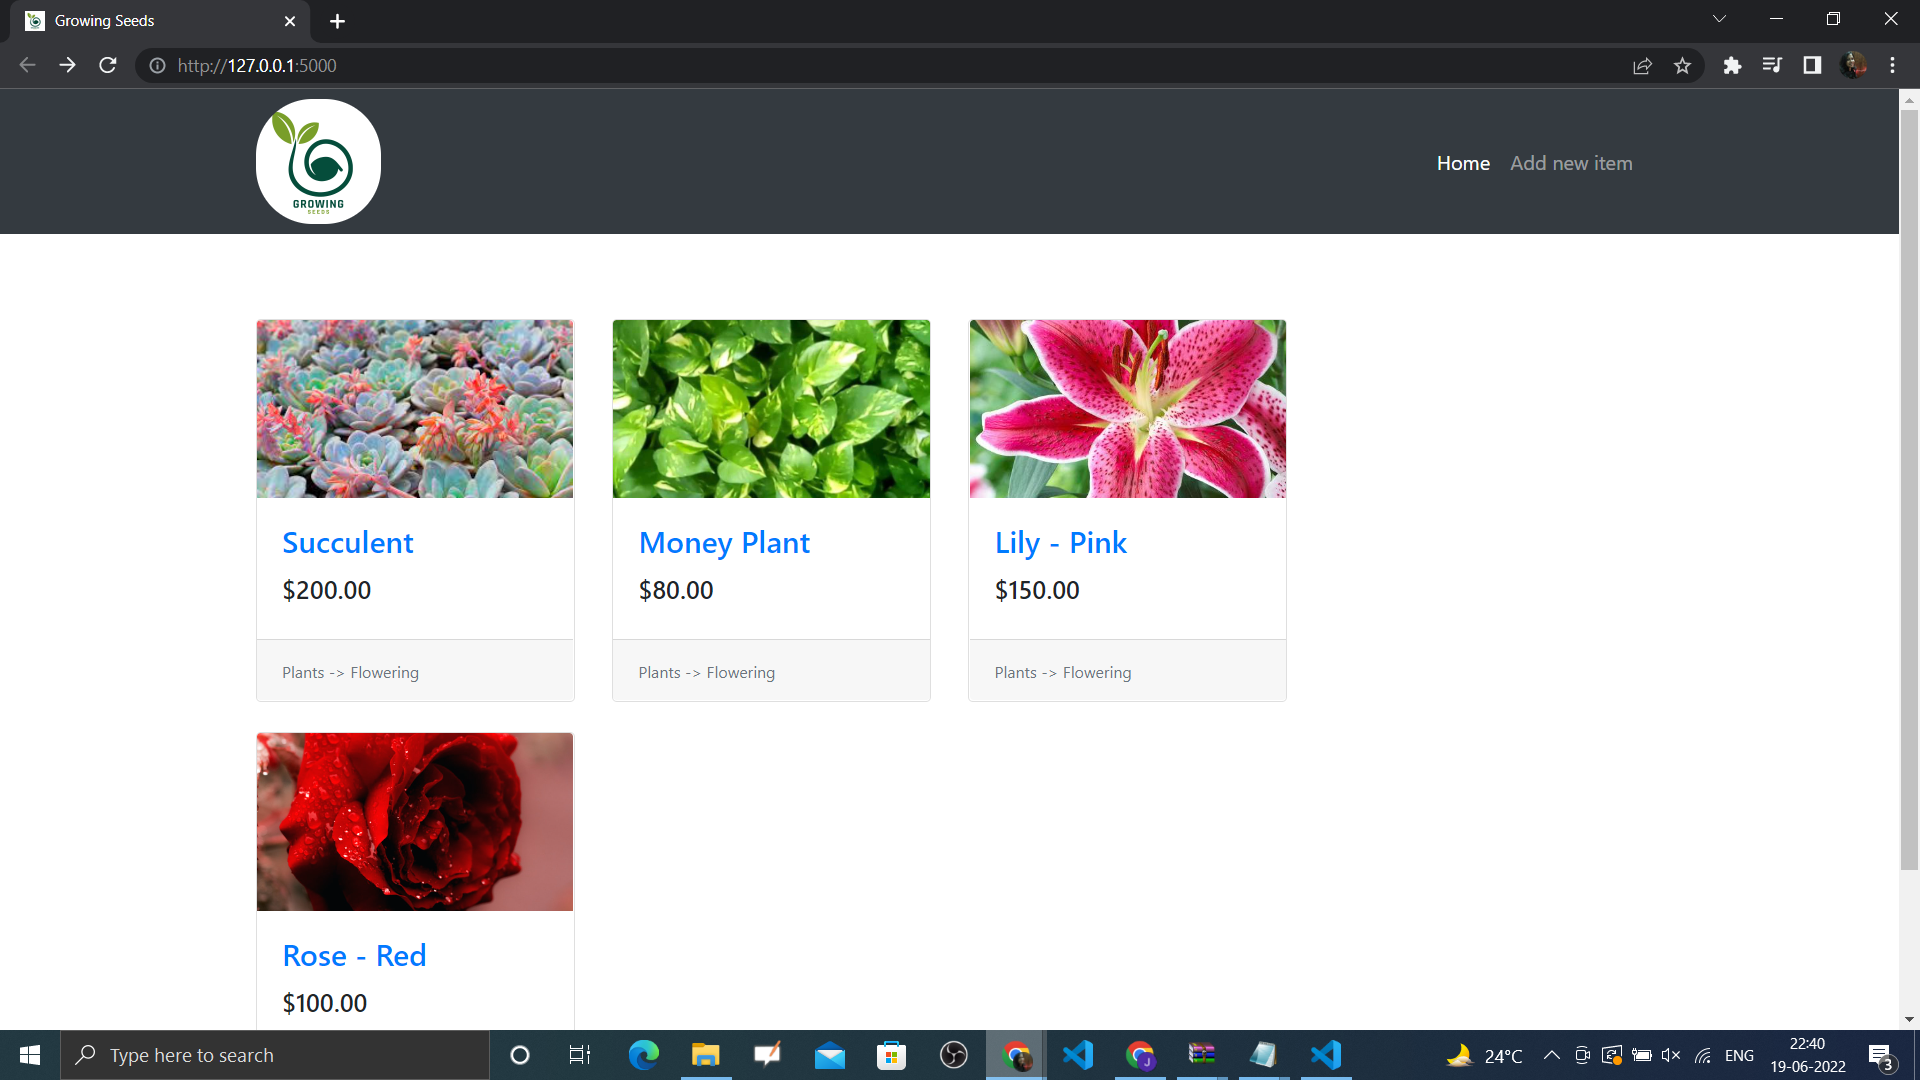 Growing Seeds
http://127.0.0.1:5000
GROWING
SEEDS
Home
Add new item
Succulent
$200.00
Plants -> Flowering
Money Plant
$80.00
Plants -> Flowering
Lily - Pink
$150.00
Plants -> Flowering
Rose - Red
$100.00
Type here to search
J
24°C
ENG
22:40
19-06-2022
3